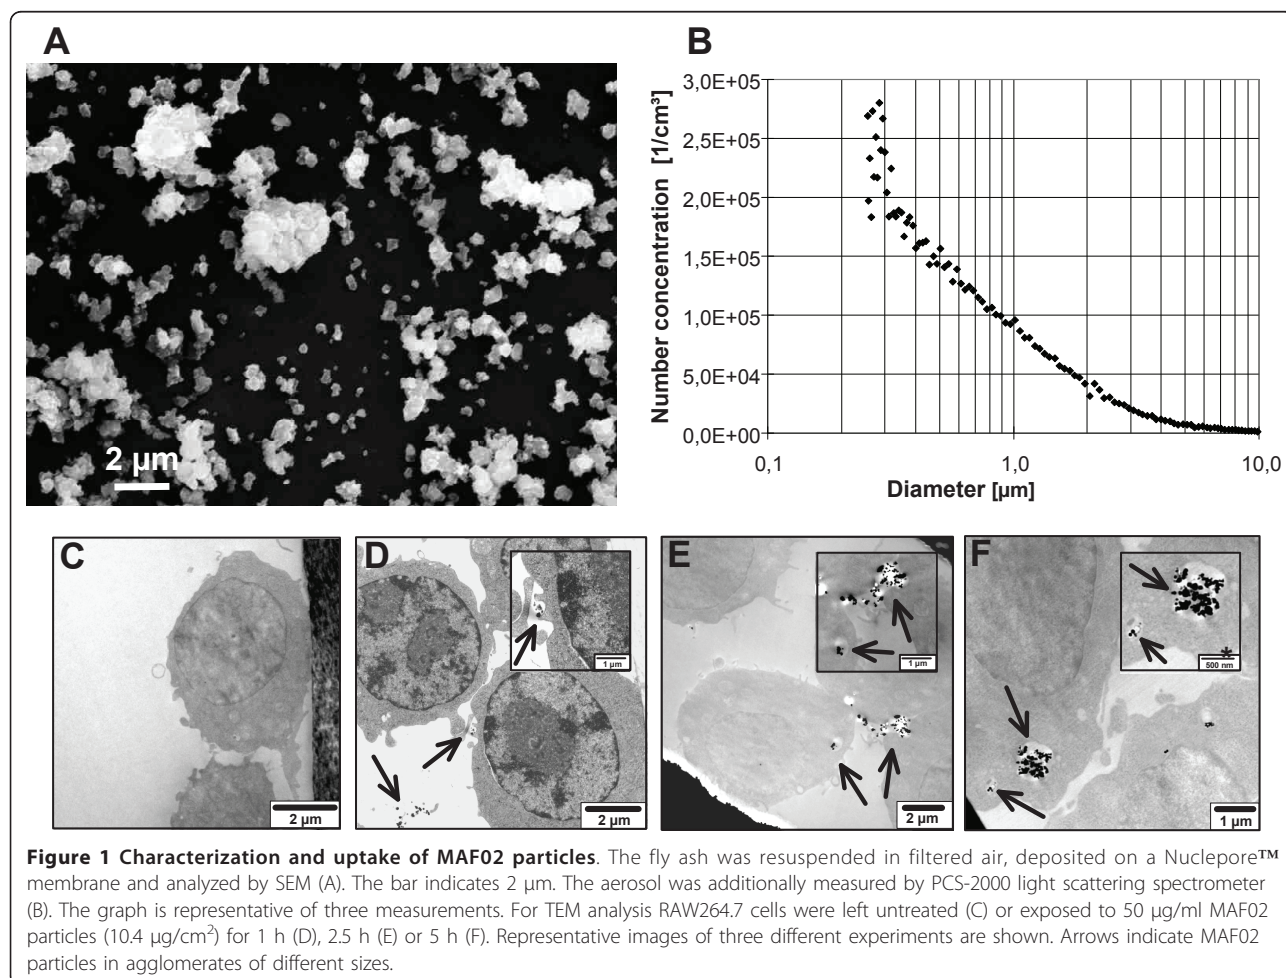 A
2 µm
B
Number concentration [1/cm³]
3,0E+05
2,5E+05
2,0E+05
1,5E+05
1,0E+05
5,0E+04
0,0E+00
0,1
1,0
10,0
Diameter [µm]
C
2 µm
D
1 µm
2 µm
E
1 µm
2 µm
F
*
500 nm
1 µm
Figure 1 Characterization and uptake of MAF02 particles. The fly ash was resuspended in filtered air, deposited on a Nuclepore™
membrane and analyzed by SEM (A). The bar indicates 2 µm. The aerosol was additionally measured by PCS-2000 light scattering spectrometer
(B). The graph is representative of three measurements. For TEM analysis RAW264.7 cells were left untreated (C) or exposed to 50 µg/ml MAF02
particles (10.4 µg/cm²) for 1 h (D), 2.5 h (E) or 5 h (F). Representative images of three different experiments are shown. Arrows indicate MAF02
particles in agglomerates of different sizes.